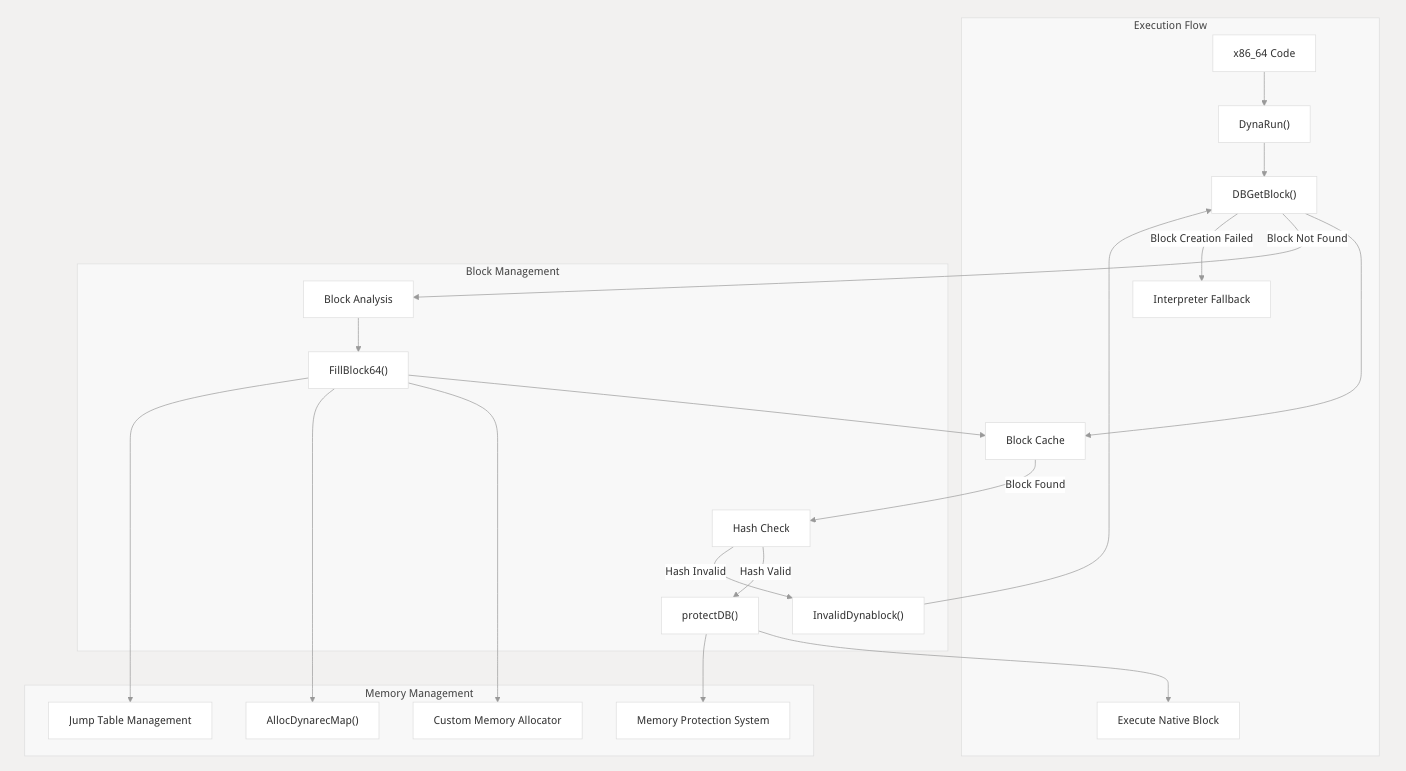 Execution Flow
x86_64 Code
DynaRun()
DBGetBlock()
Block Creation Failed
Block Not Found
Block Management
Block Analysis
Interpreter Fallback
FillBlock64()
Block Cache
Block Found
Hash Check
Hash Invalid
Hash Valid
protectDB()
InvalidDynablock()
Memory Management
Jump Table Management
AllocDynarecMap()
Custom Memory Allocator
Memory Protection System
Execute Native Block